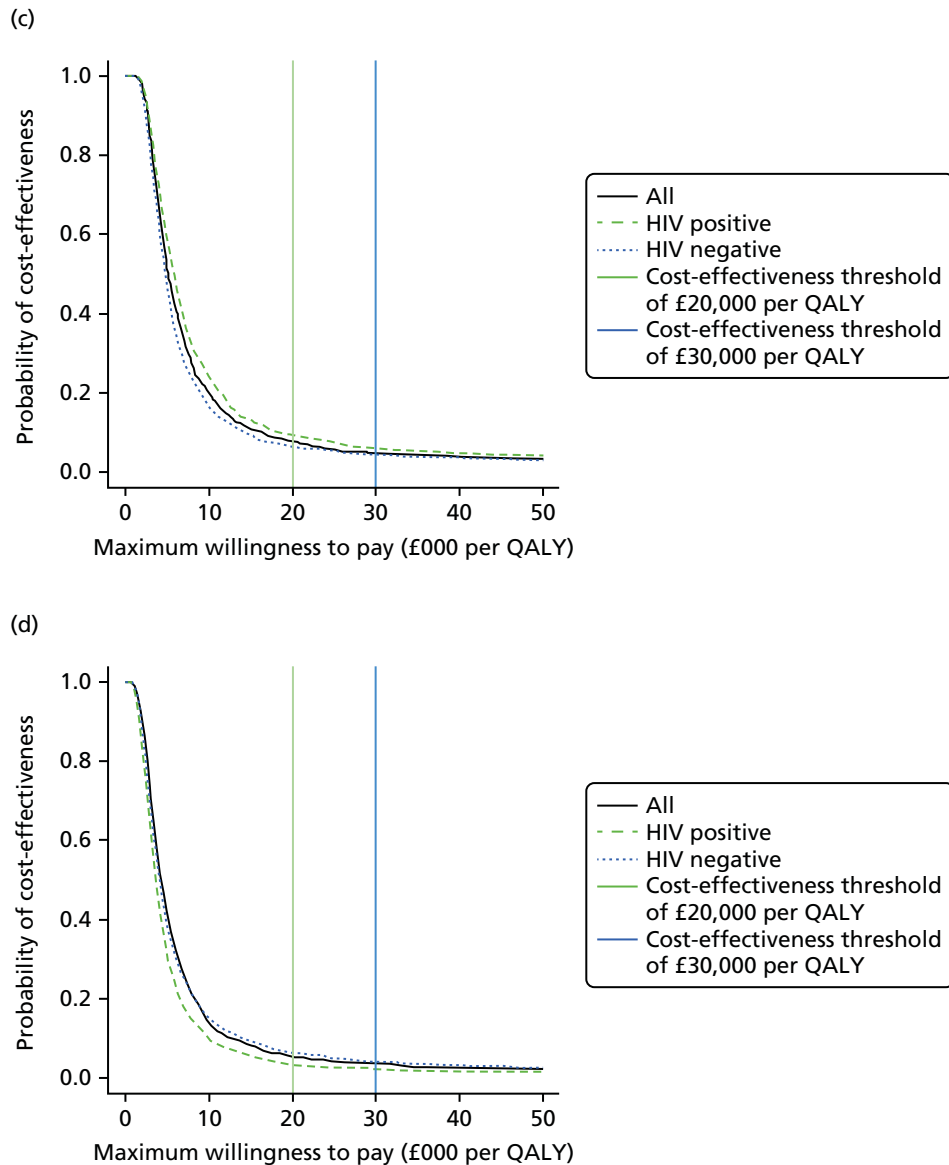 (c)
Probability of cost-effectiveness
1.0
0.8
0.6
0.4
0.2
0.0
0
10
20
30
40
50
Maximum willingness to pay (£000 per QALY)
All
HIV positive
HIV negative
Cost-effectiveness threshold
of £20,000 per QALY
Cost-effectiveness threshold
of £30,000 per QALY
(d)
Probability of cost-effectiveness
1.0
0.8
0.6
0.4
0.2
0.0
0
10
20
30
40
50
Maximum willingness to pay (£000 per QALY)
All
HIV positive
HIV negative
Cost-effectiveness threshold
of £20,000 per QALY
Cost-effectiveness threshold
of £30,000 per QALY